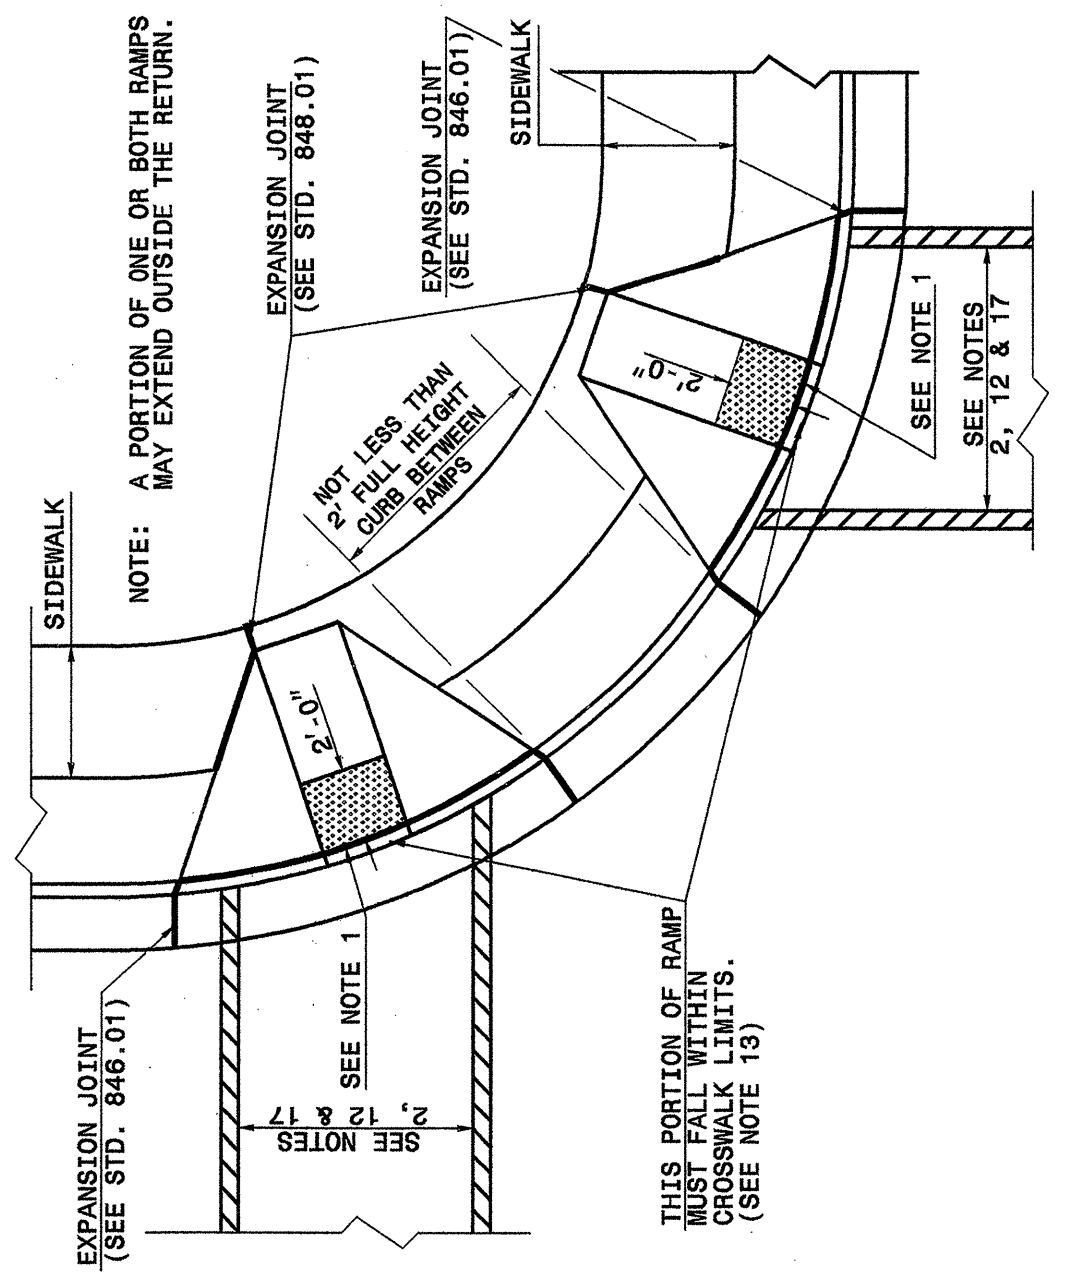 NOTE: A PORTION OF ONE OR BOTH RAMPS
MAY EXTEND OUTSIDE THE RETURN.
SIDEWALK
EXPANSION JOINT
(SEE STD. 848.01)
EXPANSION JOINT
(SEE STD. 846.01)
SIDEWALK
NOT LESS THAN
2' FULL HEIGHT
CURB BETWEEN
RAMPS
2'-0"
2'-0"
SEE NOTE 1
SEE NOTES
2, 12 & 17
EXPANSION JOINT
(SEE STD. 846.01)
SEE NOTE 1
SEE NOTES
2, 12 & 17
THIS PORTION OF RAMP
MUST FALL WITHIN
CROSSWALK LIMITS.
(SEE NOTE 13)